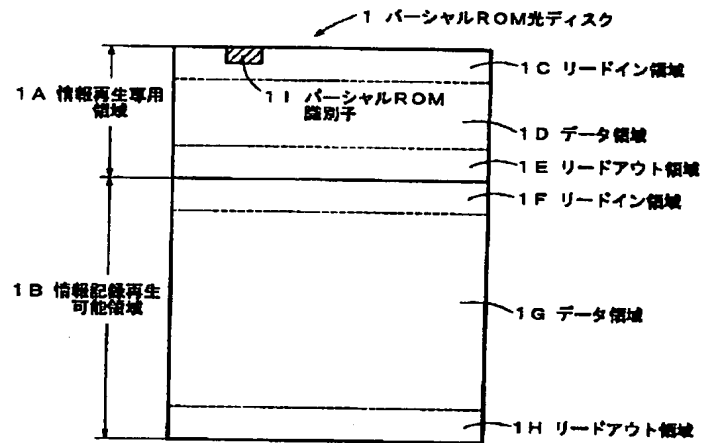 1 パーシャルROM光ディスク
1C リードイン領域
1A 情報再生専用
領域
1I パーシャルROM
識別子
1D データ領域
1E リードアウト領域
1F リードイン領域
1B 情報記録再生
可能領域
1G データ領域
1H リードアウト領域